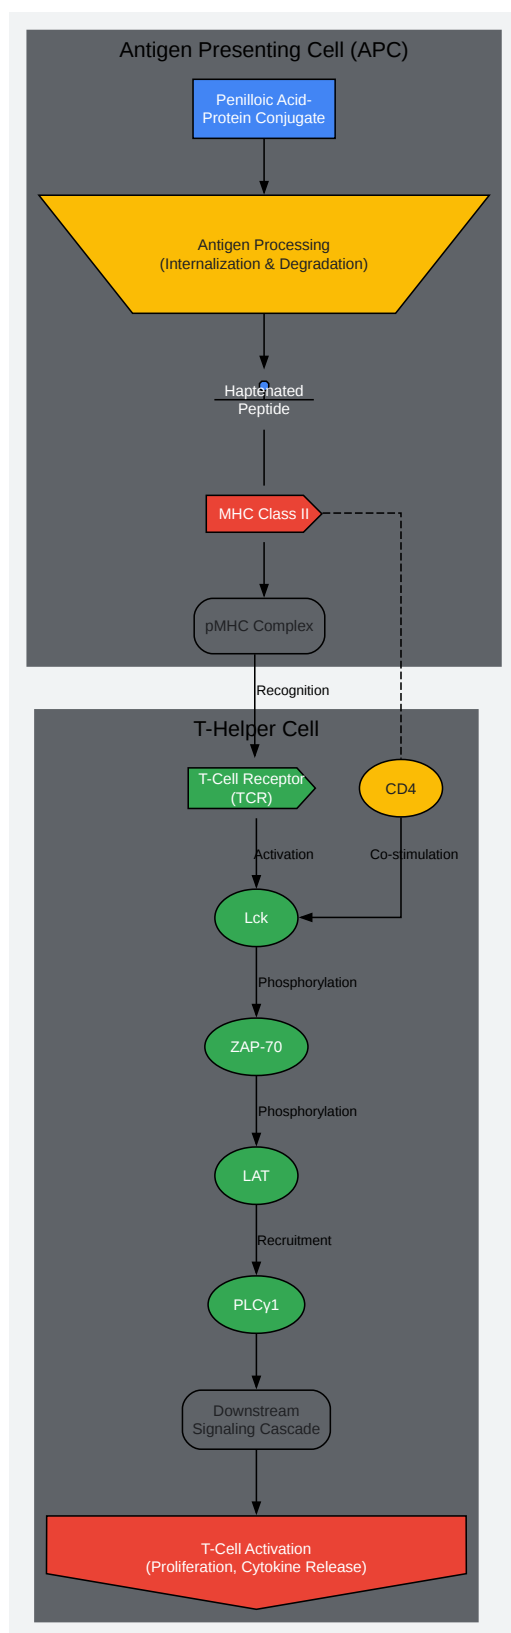 Antigen Presenting Cell (APC)
Penilloic Acid-
Protein Conjugate
Antigen Processing
(Internalization & Degradation)
Haptenated
Peptide
MHC Class II
pMHC Complex
Recognition
T-Helper Cell
T-Cell Receptor
(TCR)
CD4
Activation
Co-stimulation
Lck
Phosphorylation
ZAP-70
Phosphorylation
LAT
Recruitment
PLCγ1
Downstream
Signaling Cascade
T-Cell Activation
(Proliferation, Cytokine Release)